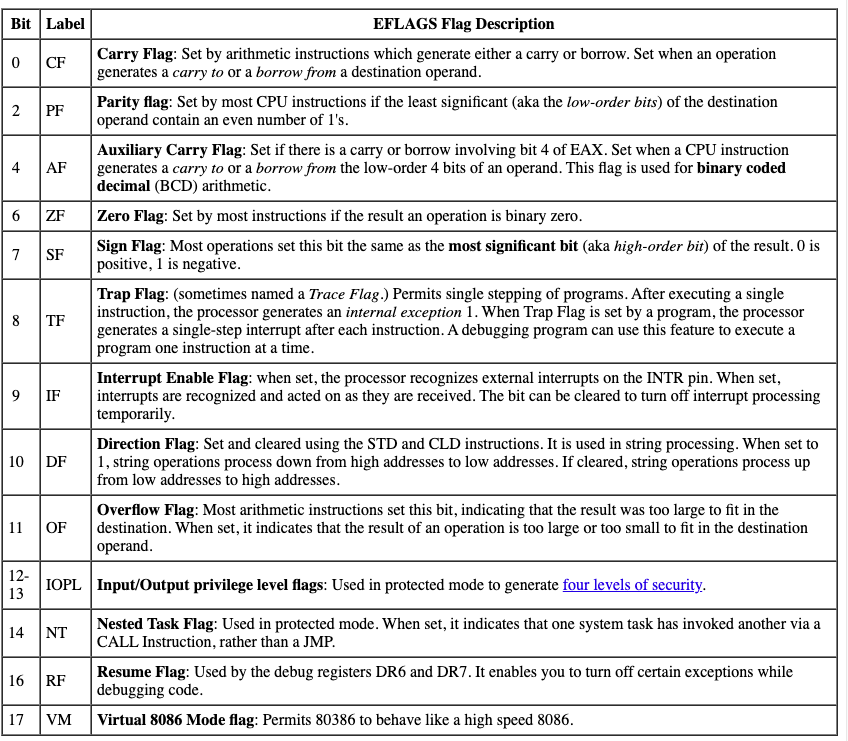 Bit Label EFLAGS Flag Description
0 CF Carry Flag: Set by arithmetic instructions which generate either a carry or borrow. Set when an operation
generates a carry to or a borrow from a destination operand.
2 PF Parity flag: Set by most CPU instructions if the least significant (aka the low-order bits) of the destination
operand contain an even number of 1's.
4 AF Auxiliary Carry Flag: Set if there is a carry or borrow involving bit 4 of EAX. Set when a CPU instruction
generates a carry to or a borrow from the low-order 4 bits of an operand. This flag is used for binary coded
decimal (BCD) arithmetic.
6 ZF Zero Flag: Set by most instructions if the result an operation is binary zero.
7 SF Sign Flag: Most operations set this bit the same as the most significant bit (aka high-order bit) of the result. 0 is
positive, 1 is negative.
8 TF Trap Flag: (sometimes named a Trace Flag.) Permits single stepping of programs. After executing a single
instruction, the processor generates an internal exception 1. When Trap Flag is set by a program, the processor
generates a single-step interrupt after each instruction. A debugging program can use this feature to execute a
program one instruction at a time.
9 IF Interrupt Enable Flag: when set, the processor recognizes external interrupts on the INTR pin. When set,
interrupts are recognized and acted on as they are received. The bit can be cleared to turn off interrupt processing
temporarily.
10 DF Direction Flag: Set and cleared using the STD and CLD instructions. It is used in string processing. When set to
1, string operations process down from high addresses to low addresses. If cleared, string operations process up
from low addresses to high addresses.
11 OF Overflow Flag: Most arithmetic instructions set this bit, indicating that the result was too large to fit in the
destination. When set, it indicates that the result of an operation is too large or too small to fit in the destination
operand.
12-
13 IOPL Input/Output privilege level flags: Used in protected mode to generate four levels of security.
14 NT Nested Task Flag: Used in protected mode. When set, it indicates that one system task has invoked another via a
CALL Instruction, rather than a JMP.
16 RF Resume Flag: Used by the debug registers DR6 and DR7. It enables you to turn off certain exceptions while
debugging code.
17 VM Virtual 8086 Mode flag: Permits 80386 to behave like a high speed 8086.